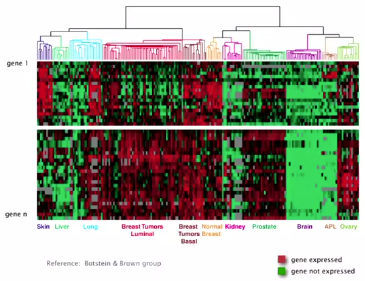 gene 1
gene n
Skin Liver Lung Breast Tumors Luminal Breast Tumors Basal Normal Breast Kidney Prostate Brain APL Ovary
Reference: Botstein & Brown group
gene expressed
gene not expressed